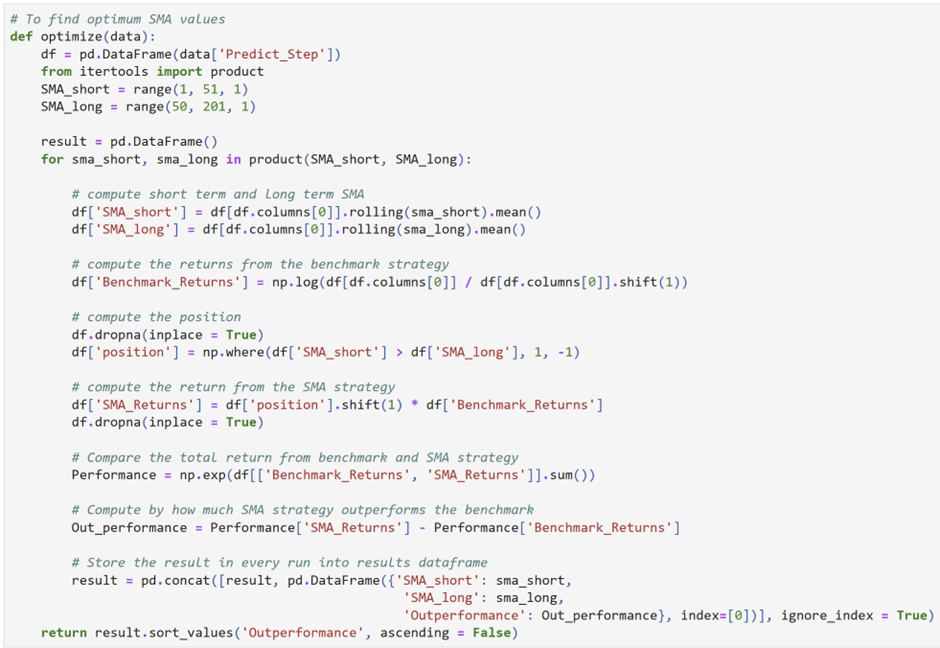 # To find optimum SMA values
def optimize(data):
    df = pd.DataFrame(data['Predict_Step'])
    from itertools import product
    SMA_short = range(1, 51, 1)
    SMA_long = range(50, 201, 1)

    result = pd.DataFrame()
    for sma_short, sma_long in product(SMA_short, SMA_long):

        # compute short term and long term SMA
        df['SMA_short'] = df[df.columns[0]].rolling(sma_short).mean()
        df['SMA_long'] = df[df.columns[0]].rolling(sma_long).mean()

        # compute the returns from the benchmark strategy
        df['Benchmark_Returns'] = np.log(df[df.columns[0]] / df[df.columns[0]].shift(1))

        # compute the position
        df.dropna(inplace = True)
        df['position'] = np.where(df['SMA_short'] > df['SMA_long'], 1, -1)

        # compute the return from the SMA strategy
        df['SMA_Returns'] = df['position'].shift(1) * df['Benchmark_Returns']
        df.dropna(inplace = True)

        # Compare the total return from benchmark and SMA strategy
        Performance = np.exp(df[['Benchmark_Returns', 'SMA_Returns']].sum())

        # Compute by how much SMA strategy outperforms the benchmark
        Out_performance = Performance['SMA_Returns'] - Performance['Benchmark_Returns']

        # Store the result in every run into results dataframe
        result = pd.concat([result, pd.DataFrame({'SMA_short': sma_short,
                                                  'SMA_long': sma_long,
                                                  'Outperformance': Out_performance}, index=[0])], ignore_index = True)
    return result.sort_values('Outperformance', ascending = False)